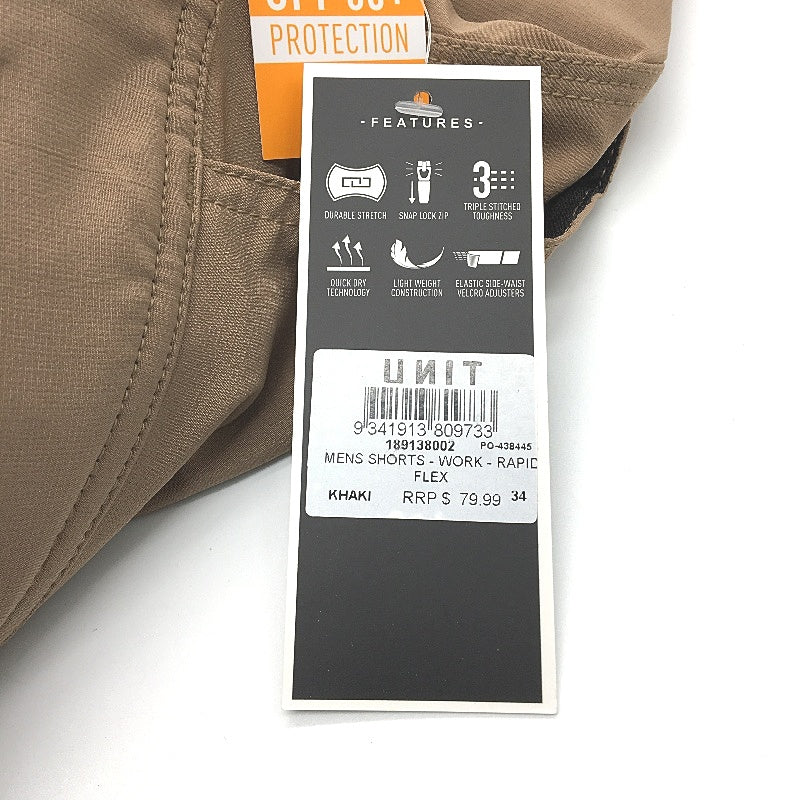 UPF 50+
PROTECTION
-FEATURES-
DURABLE STRETCH
SNAP LOCK ZIP
3
TRIPLE STITCHED
TOUGHNESS
QUICK DRY
TECHNOLOGY
LIGHT WEIGHT
CONSTRUCTION
ELASTIC SIDE-WAIST
VELCRO ADJUSTERS
UNIT
9 341913 809733
189138002 PO-438445
MENS SHORTS - WORK - RAPID
FLEX
KHAKI RRP $ 79.99 34